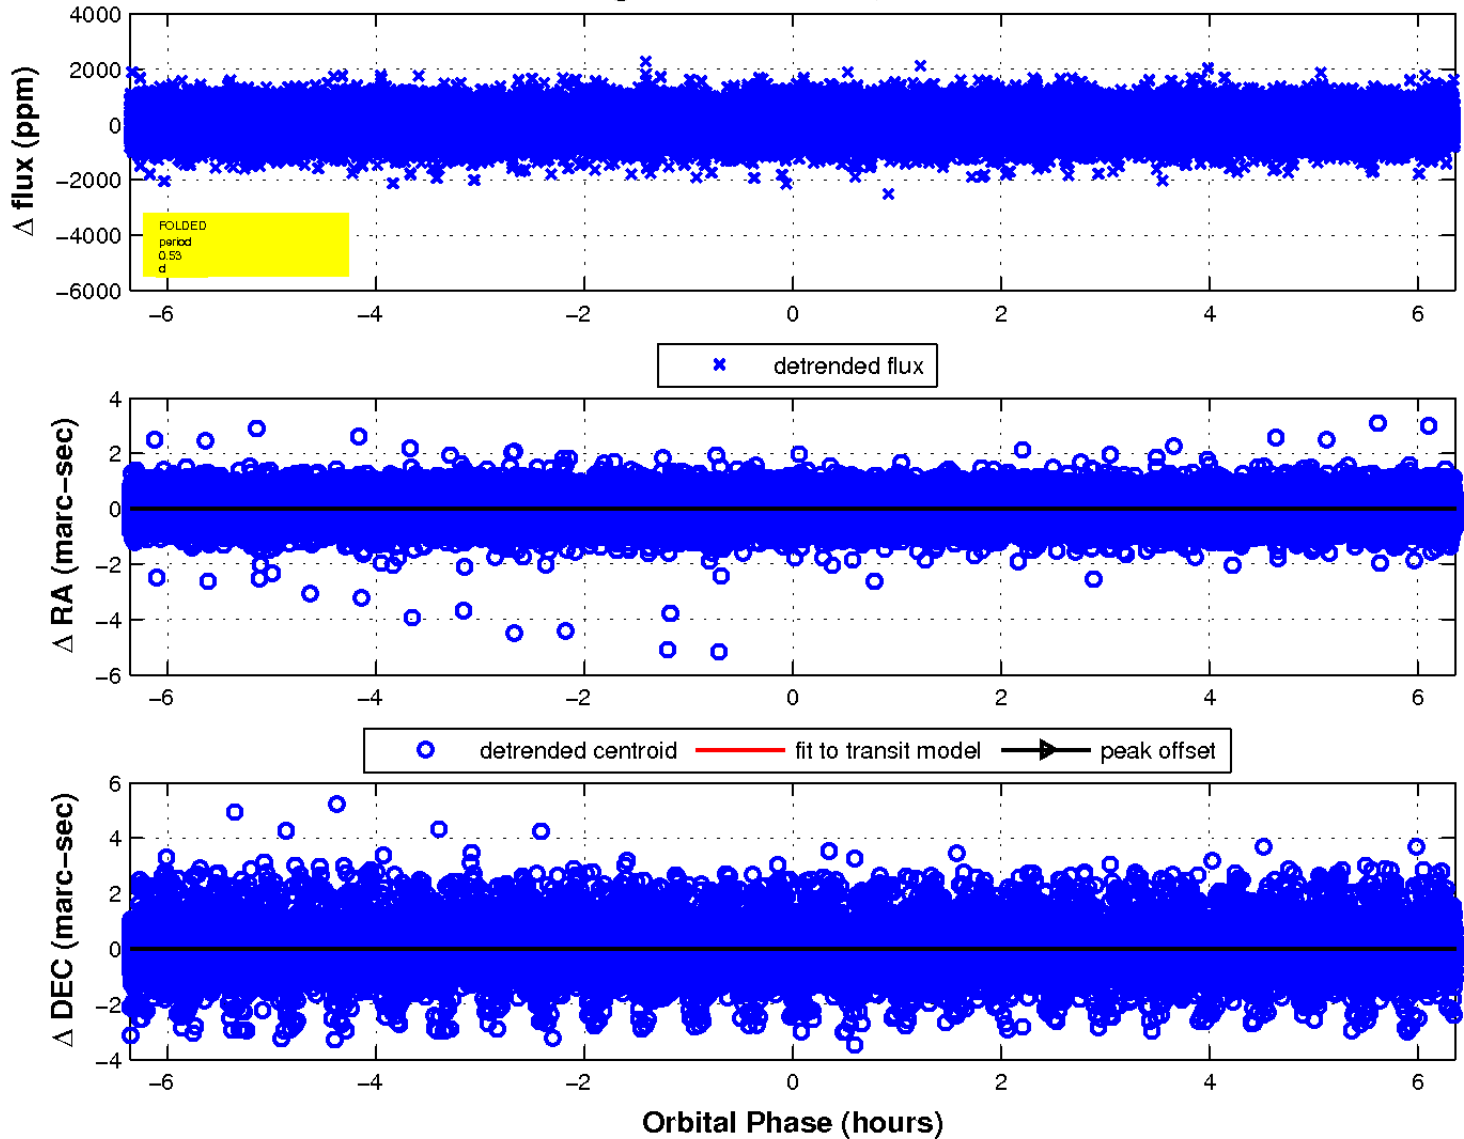 4000
2000
0
−2000
−4000
−6000
Δ flux (ppm)
FOLDED
period
0.53
d
−6 −4 −2 0 2 4 6
detrended flux
4
2
0
−2
−4
−6
Δ RA (marc−sec)
−6 −4 −2 0 2 4 6
detrended centroid fit to transit model peak offset
6
4
2
0
−2
−4
Δ DEC (marc−sec)
−6 −4 −2 0 2 4 6
Orbital Phase (hours)